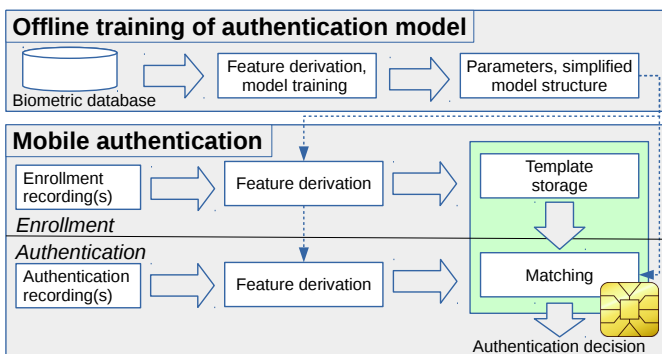 Offline training of authentication model
Biometric database
Feature derivation,
model training
Parameters, simplified
model structure
Mobile authentication
Enrollment
recording(s)
Feature derivation
Template
storage
Enrollment
Authentication
Authentication
recording(s)
Feature derivation
Matching
Authentication decision